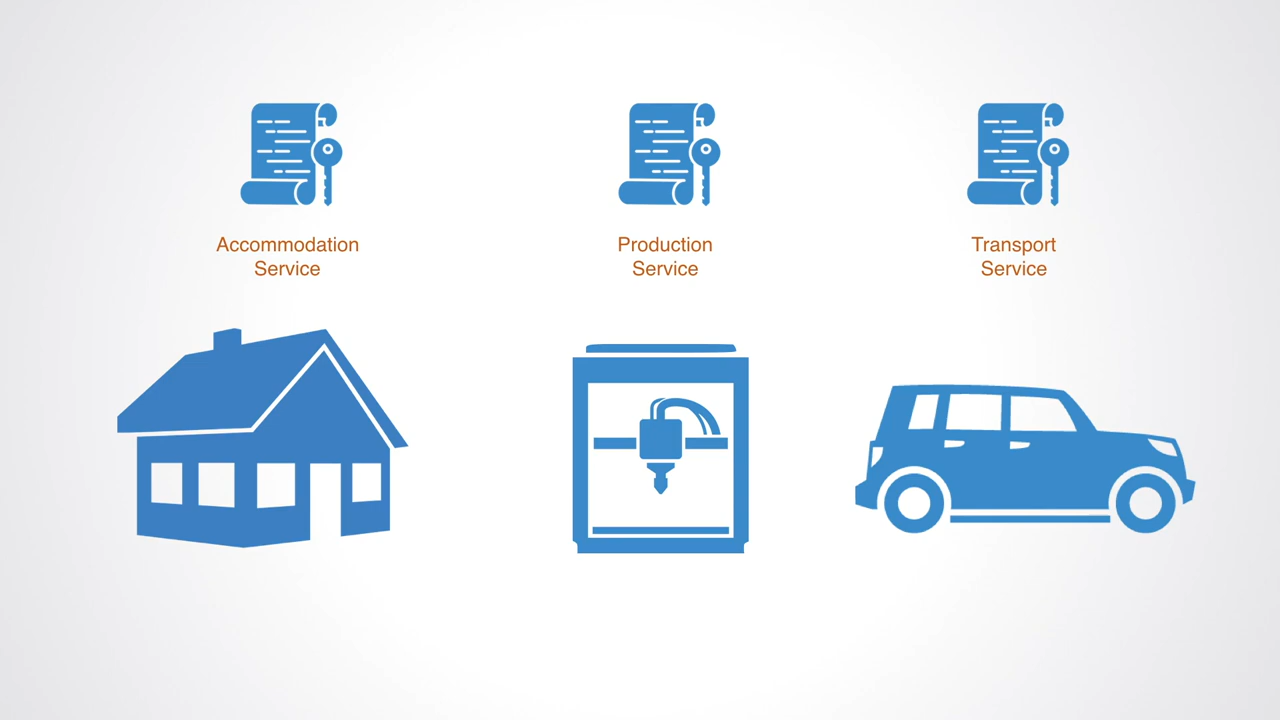 Accommodation
Service
Production
Service
Transport
Service